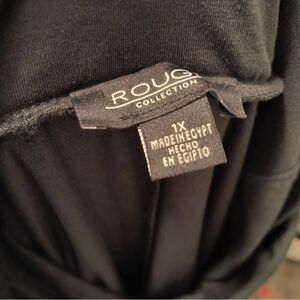 ROUG
COLLECTION
1X
MADE IN EGYPT
HECHO
EN EGIPTO